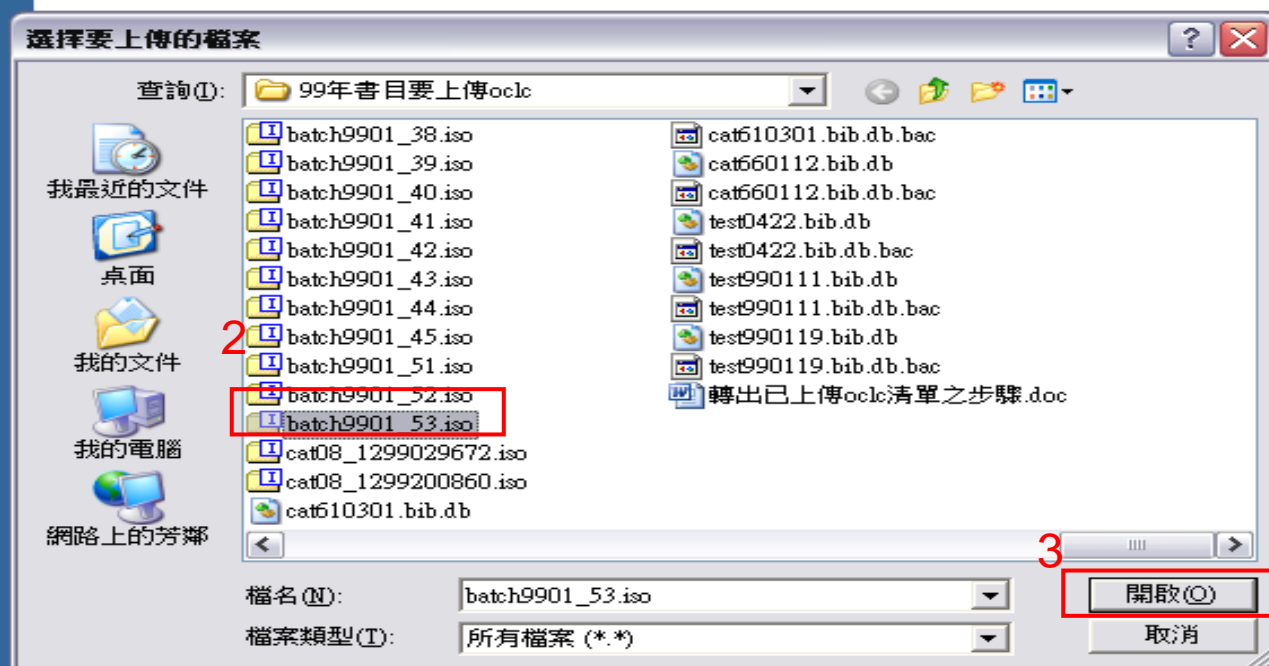 選擇要上傳的檔案
查詢(I): 99年書目要上傳oclc
我最近的文件
桌面
我的文件
我的電腦
網路上的芳鄰
2
batch9901_38.iso
batch9901_39.iso
batch9901_40.iso
batch9901_41.iso
batch9901_42.iso
batch9901_43.iso
batch9901_44.iso
batch9901_45.iso
batch9901_51.iso
batch9901_52.iso
batch9901_53.iso
cat08_1299029672.iso
cat08_1299200860.iso
cat610301.bib.db
cat610301.bib.db.bac
cat660112.bib.db
cat660112.bib.db.bac
test0422.bib.db
test0422.bib.db.bac
test990111.bib.db
test990111.bib.db.bac
test990119.bib.db
test990119.bib.db.bac
轉出已上傳oclc清單之步驟.doc
3
檔名(N): batch9901_53.iso 開啟(O)
檔案類型(T): 所有檔案 (*.*) 取消